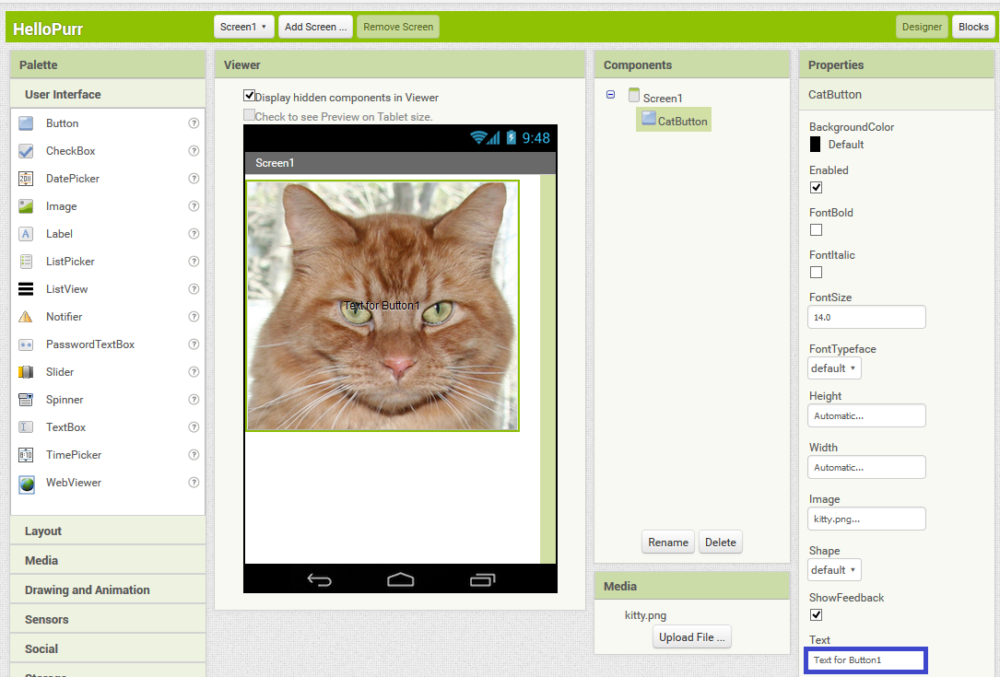 HelloPurr
Screen1
Add Screen ...
Remove Screen
Designer
Blocks
Palette
User Interface
Button
CheckBox
DatePicker
Image
Label
ListPicker
ListView
Notifier
PasswordTextBox
Slider
Spinner
TextBox
TimePicker
WebViewer
Layout
Media
Drawing and Animation
Sensors
Social
Viewer
Display hidden components in Viewer
Check to see Preview on Tablet size.
9:48
Screen1
Text for Button1
Components
Screen1
CatButton
Rename
Delete
Media
kitty.png
Upload File ...
Properties
CatButton
BackgroundColor
Default
Enabled
FontBold
FontItalic
FontSize
14.0
FontTypeface
default
Height
Automatic...
Width
Automatic...
Image
kitty.png...
Shape
default
ShowFeedback
Text
Text for Button1